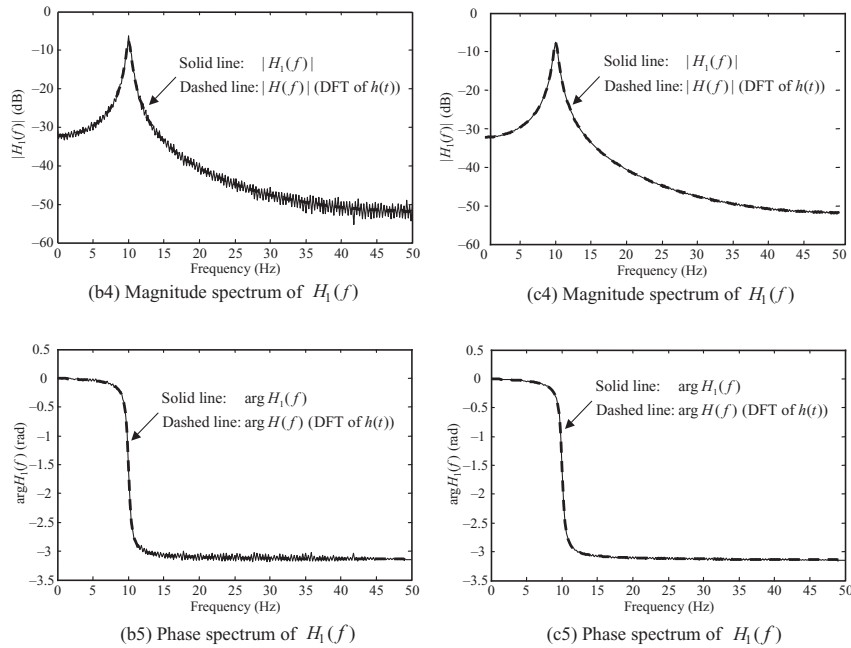 0
−10
−20
−30
−40
−50
−60
|H₁(f)| (dB)
Solid line: |H₁(f)|
Dashed line: |H(f)| (DFT of h(t))
0 5 10 15 20 25 30 35 40 45 50
Frequency (Hz)
(b4) Magnitude spectrum of H₁(f)
0
−10
−20
−30
−40
−50
−60
|H₁(f)| (dB)
Solid line: |H₁(f)|
Dashed line: |H(f)| (DFT of h(t))
0 5 10 15 20 25 30 35 40 45 50
Frequency (Hz)
(c4) Magnitude spectrum of H₁(f)
0.5
0
−0.5
−1
−1.5
−2
−2.5
−3
−3.5
argH₁(f) (rad)
Solid line: arg H₁(f)
Dashed line: arg H(f) (DFT of h(t))
0 5 10 15 20 25 30 35 40 45 50
Frequency (Hz)
(b5) Phase spectrum of H₁(f)
0.5
0
−0.5
−1
−1.5
−2
−2.5
−3
−3.5
argH₁(f) (rad)
Solid line: arg H₁(f)
Dashed line: arg H(f) (DFT of h(t))
0 5 10 15 20 25 30 35 40 45 50
Frequency (Hz)
(c5) Phase spectrum of H₁(f)